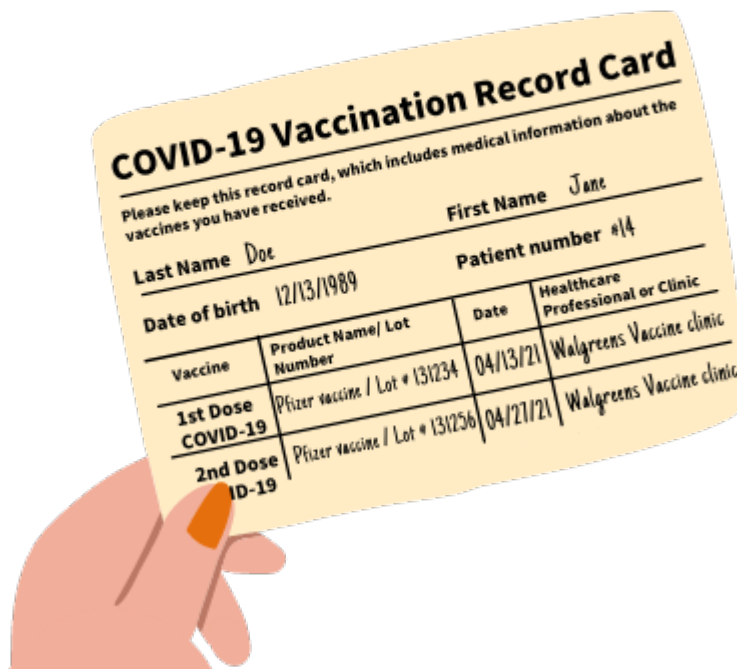 COVID-19 Vaccination Record Card
Please keep this record card, which includes medical information about the
vaccines you have received.
Last Name Doe First Name Jane
Date of birth 12/13/1989 Patient number #14
Vaccine Product Name/ Lot Number Date Healthcare Professional or Clinic
1st Dose COVID-19 Pfizer vaccine / Lot # 131234 04/13/21 Walgreens Vaccine clinic
2nd Dose ID-19 Pfizer vaccine / Lot # 131256 04/27/21 Walgreens Vaccine clinic